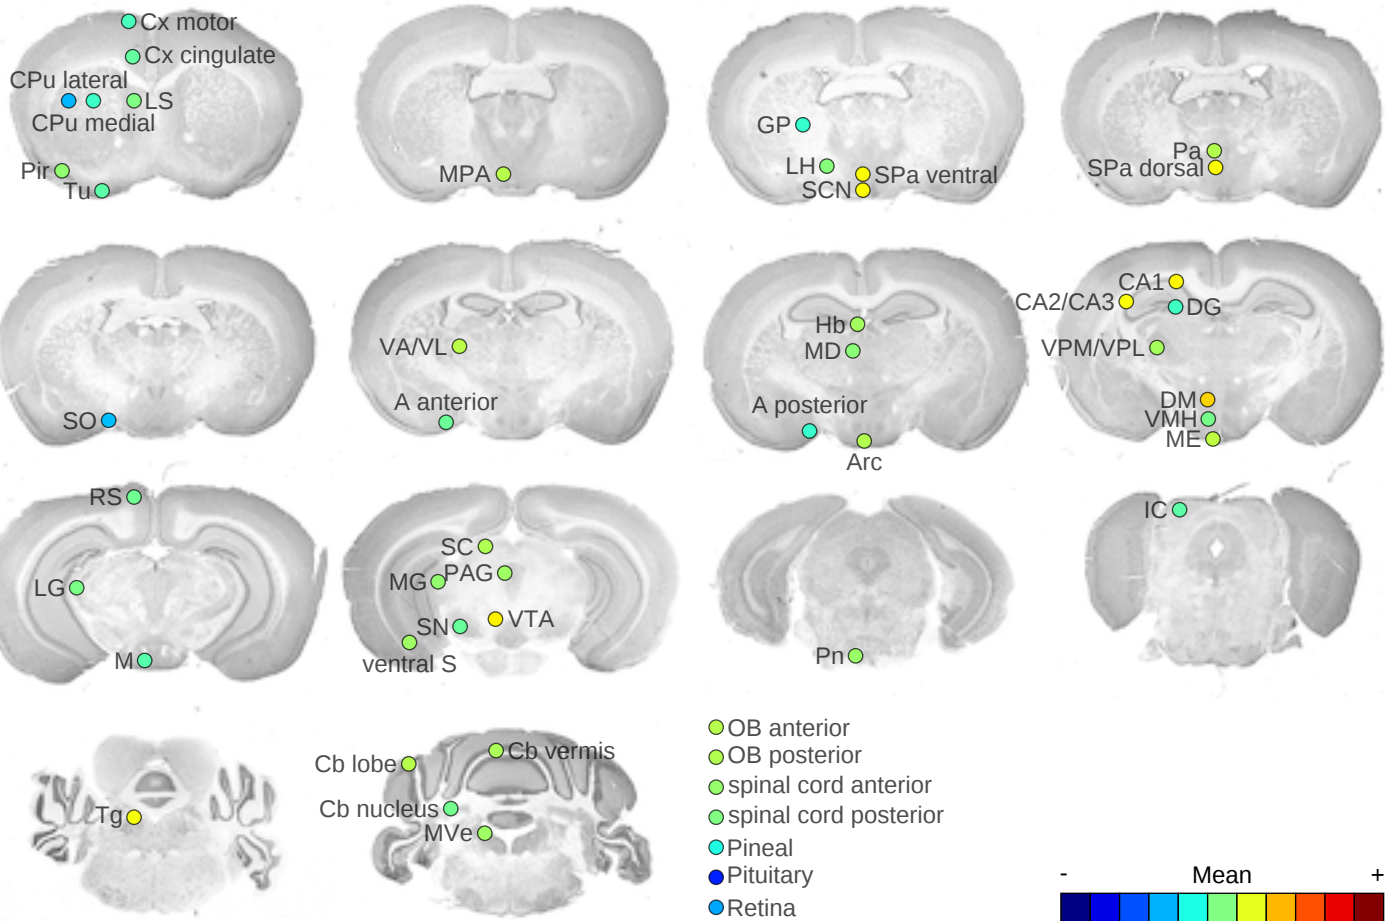 Cx motor
Cx cingulate
CPu lateral
LS
CPu medial
Pir
Tu
MPA
GP
LH
SPa ventral
SCN
Pa
SPa dorsal
SO
VA/VL
A anterior
Hb
MD
A posterior
Arc
CA1
CA2/CA3
DG
VPM/VPL
DM
VMH
ME
RS
LG
M
SC
MG
PAG
SN
VTA
ventral S
Pn
IC
Tg
Cb lobe
Cb vermis
Cb nucleus
MVe
OB anterior
OB posterior
spinal cord anterior
spinal cord posterior
Pineal
Pituitary
Retina
- Mean +